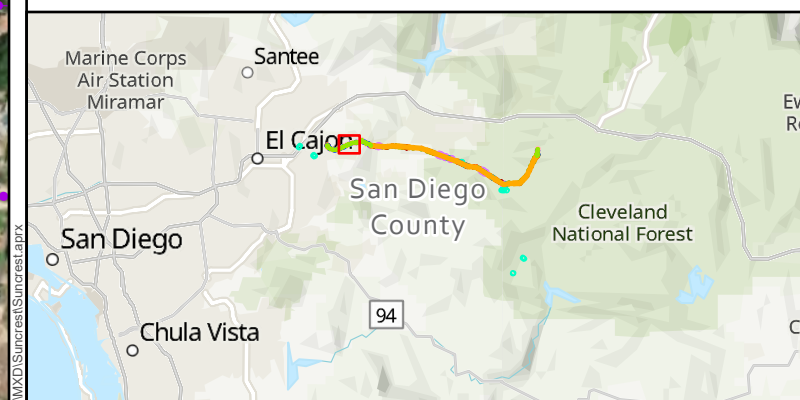 Santee
Marine Corps
Air Station
Miramar
El Cajon
San Diego
County
Cleveland
National Forest
San Diego
94
Chula Vista
\MXD\Suncrest\Suncrest.aprx